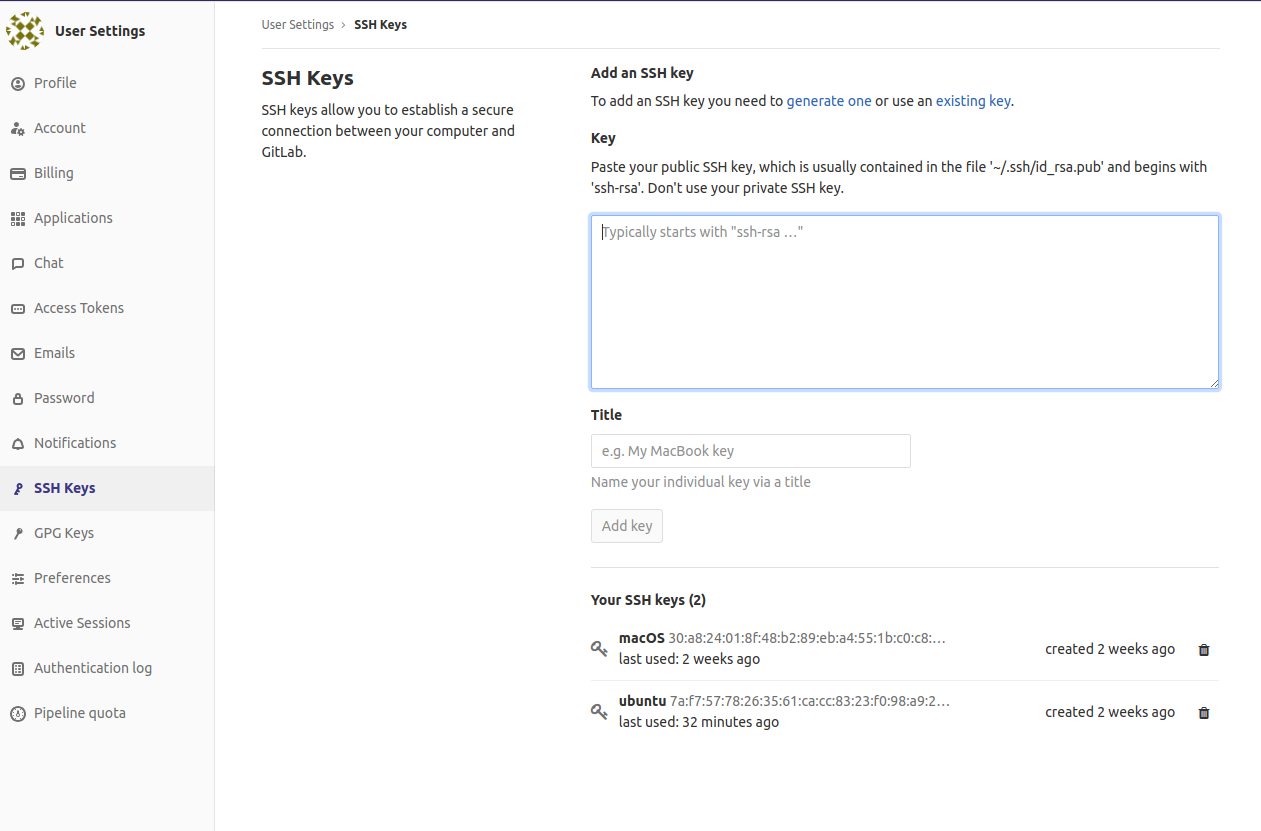 User Settings
Profile
Account
Billing
Applications
Chat
Access Tokens
Emails
Password
Notifications
SSH Keys
GPG Keys
Preferences
Active Sessions
Authentication log
Pipeline quota
User Settings › SSH Keys
SSH Keys
SSH keys allow you to establish a secure
connection between your computer and
GitLab.
Add an SSH key
To add an SSH key you need to generate one or use an existing key.
Key
Paste your public SSH key, which is usually contained in the file '~/.ssh/id_rsa.pub' and begins with
'ssh-rsa'. Don't use your private SSH key.
Typically starts with "ssh-rsa …"
Title
e.g. My MacBook key
Name your individual key via a title
Add key
Your SSH keys (2)
macOS 30:a8:24:01:8f:48:b2:89:eb:a4:55:1b:c0:c8:…
last used: 2 weeks ago
created 2 weeks ago
ubuntu 7a:f7:57:78:26:35:61:ca:cc:83:23:f0:98:a9:2…
last used: 32 minutes ago
created 2 weeks ago